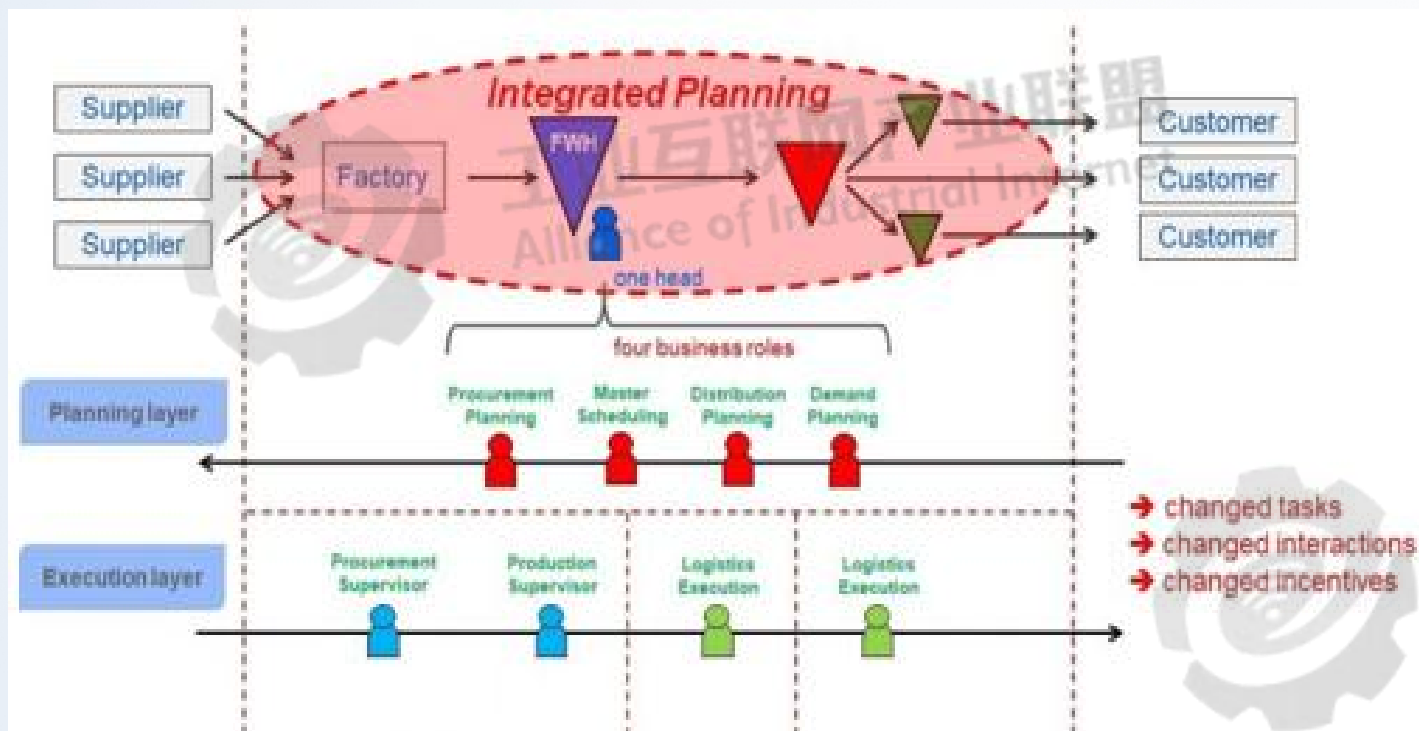 Integrated Planning
工业互联网产业联盟
Alliance of Industrial Internet
Supplier
Supplier
Supplier
Factory
FWH
Customer
Customer
Customer
one head
four business roles
Planning layer
Procurement
Planning
Master
Scheduling
Distribution
Planning
Demand
Planning
Execution layer
Procurement
Supervisor
Production
Supervisor
Logistics
Execution
Logistics
Execution
➔ changed tasks
➔ changed interactions
➔ changed incentives